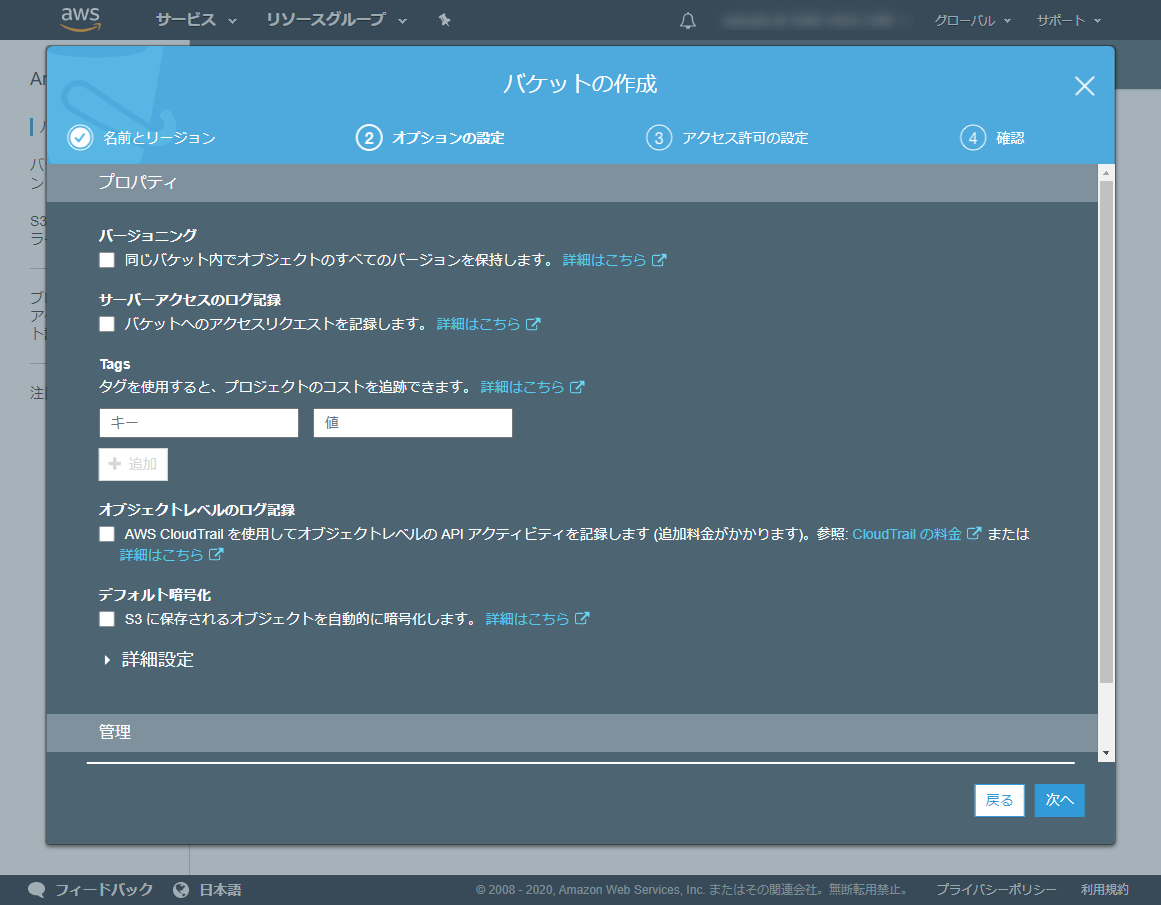 aws サービス リソースグループ グローバル サポート
バケットの作成
名前とリージョン 2 オプションの設定 3 アクセス許可の設定 4 確認
プロパティ
バージョニング
同じバケット内でオブジェクトのすべてのバージョンを保持します。 詳細はこちら
サーバーアクセスのログ記録
バケットへのアクセスリクエストを記録します。 詳細はこちら
Tags
タグを使用すると、プロジェクトのコストを追跡できます。 詳細はこちら
キー 値
+ 追加
オブジェクトレベルのログ記録
AWS CloudTrail を使用してオブジェクトレベルの API アクティビティを記録します (追加料金がかかります)。参照: CloudTrail の料金 または
詳細はこちら
デフォルト暗号化
S3 に保存されるオブジェクトを自動的に暗号化します。 詳細はこちら
詳細設定
管理
戻る 次へ
フィードバック 日本語 © 2008 - 2020, Amazon Web Services, Inc. またはその関連会社。無断転用禁止。 プライバシーポリシー 利用規約